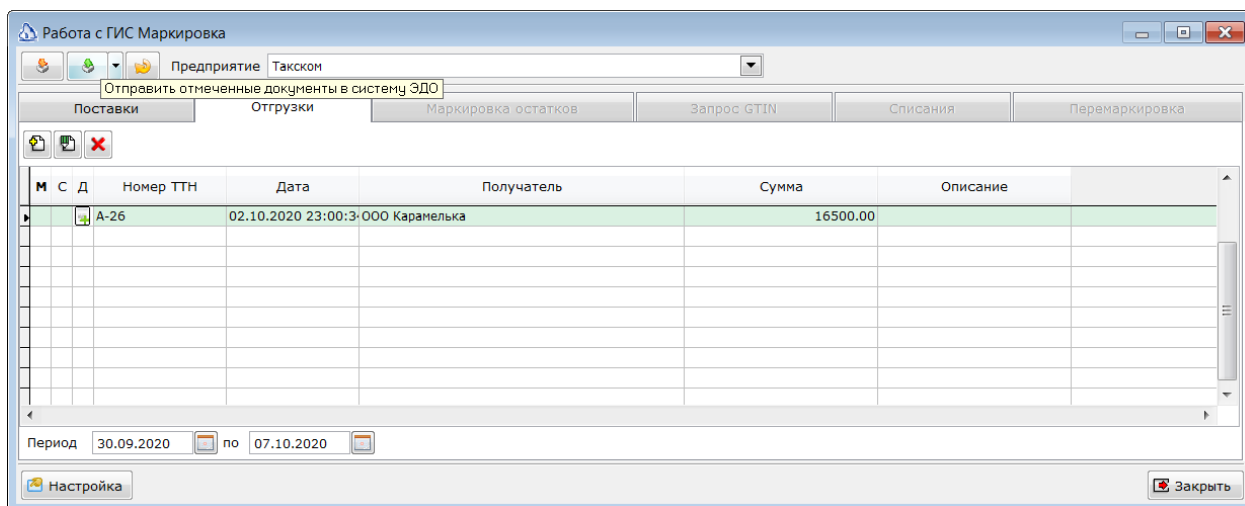 Работа с ГИС Маркировка
Предприятие Такском
Отправить отмеченные документы в систему ЭДО
Поставки Отгрузки Маркировка остатков Запрос GTIN Списания Перемаркировка
М С Д Номер ТТН Дата Получатель Сумма Описание
А-26 02.10.2020 23:00:3 ООО Карамелька 16500.00
Период 30.09.2020 по 07.10.2020
Настройка Закрыть